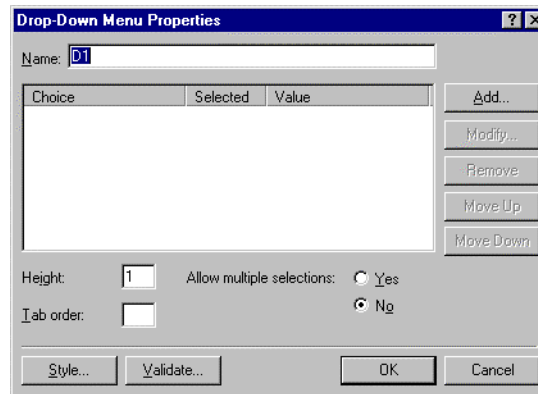 Drop-Down Menu Properties ? ×
Name: D1
Choice Selected Value
Add...
Modify...
Remove
Move Up
Move Down
Height: 1 Allow multiple selections: Yes
No
Tab order:
Style... Validate... OK Cancel